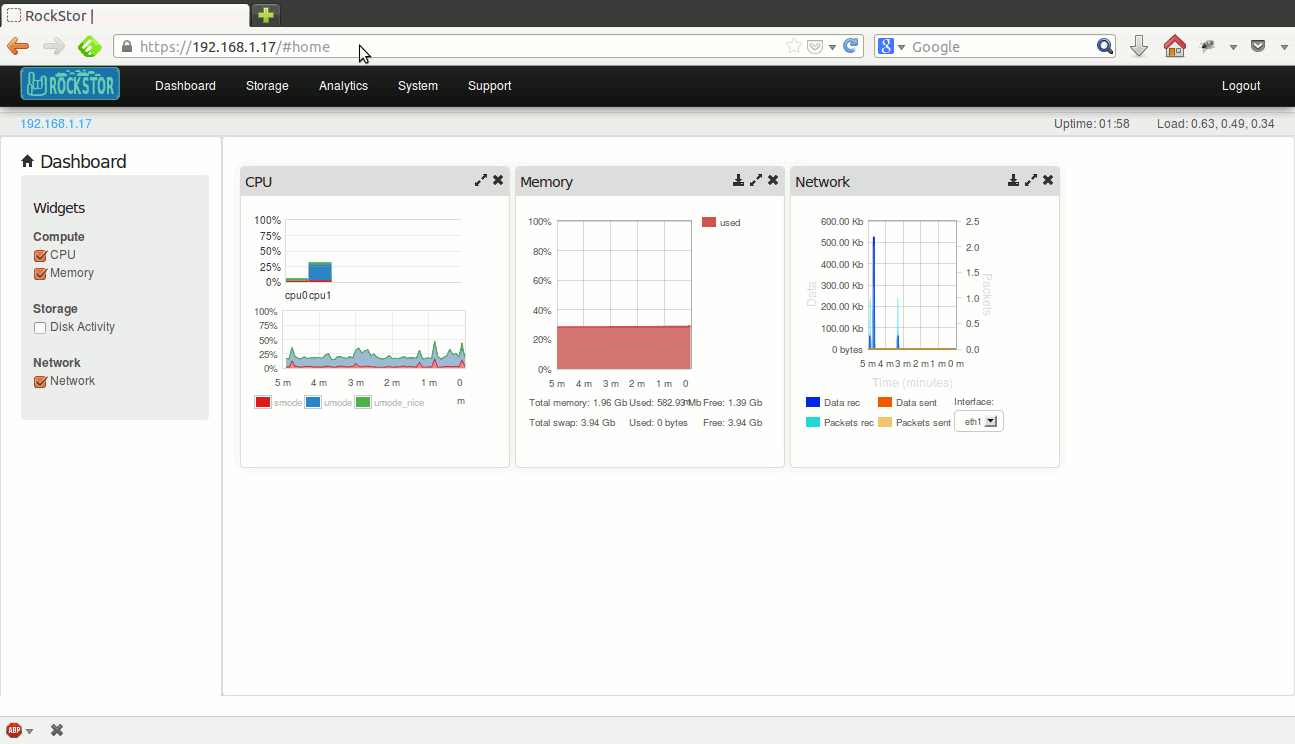 RockStor |
https://192.168.1.17/#home
Google
ROCKSTOR Dashboard Storage Analytics System Support Logout
192.168.1.17 Uptime: 01:58 Load: 0.63, 0.49, 0.34
Dashboard
Widgets
Compute
CPU
Memory
Storage
Disk Activity
Network
Network
CPU
100%
75%
50%
25%
0%
cpu0 cpu1
100%
75%
50%
25%
0%
5 m 4 m 3 m 2 m 1 m 0
m
smode umode umode_nice
Memory
100%
80%
60%
40%
20%
0%
used
5 m 4 m 3 m 2 m 1 m 0
m
Total memory: 1.96 Gb Used: 582.93 Mb Free: 1.39 Gb
Total swap: 3.94 Gb Used: 0 bytes Free: 3.94 Gb
Network
600.00 Kb
500.00 Kb
400.00 Kb
300.00 Kb
200.00 Kb
100.00 Kb
0 bytes
Data
2.5
2.0
1.5
1.0
0.5
0.0
Packets
5 m 4 m 3 m 2 m 1 m 0 m
Time (minutes)
Data rec Data sent Interface:
Packets rec Packets sent eth1
ABP